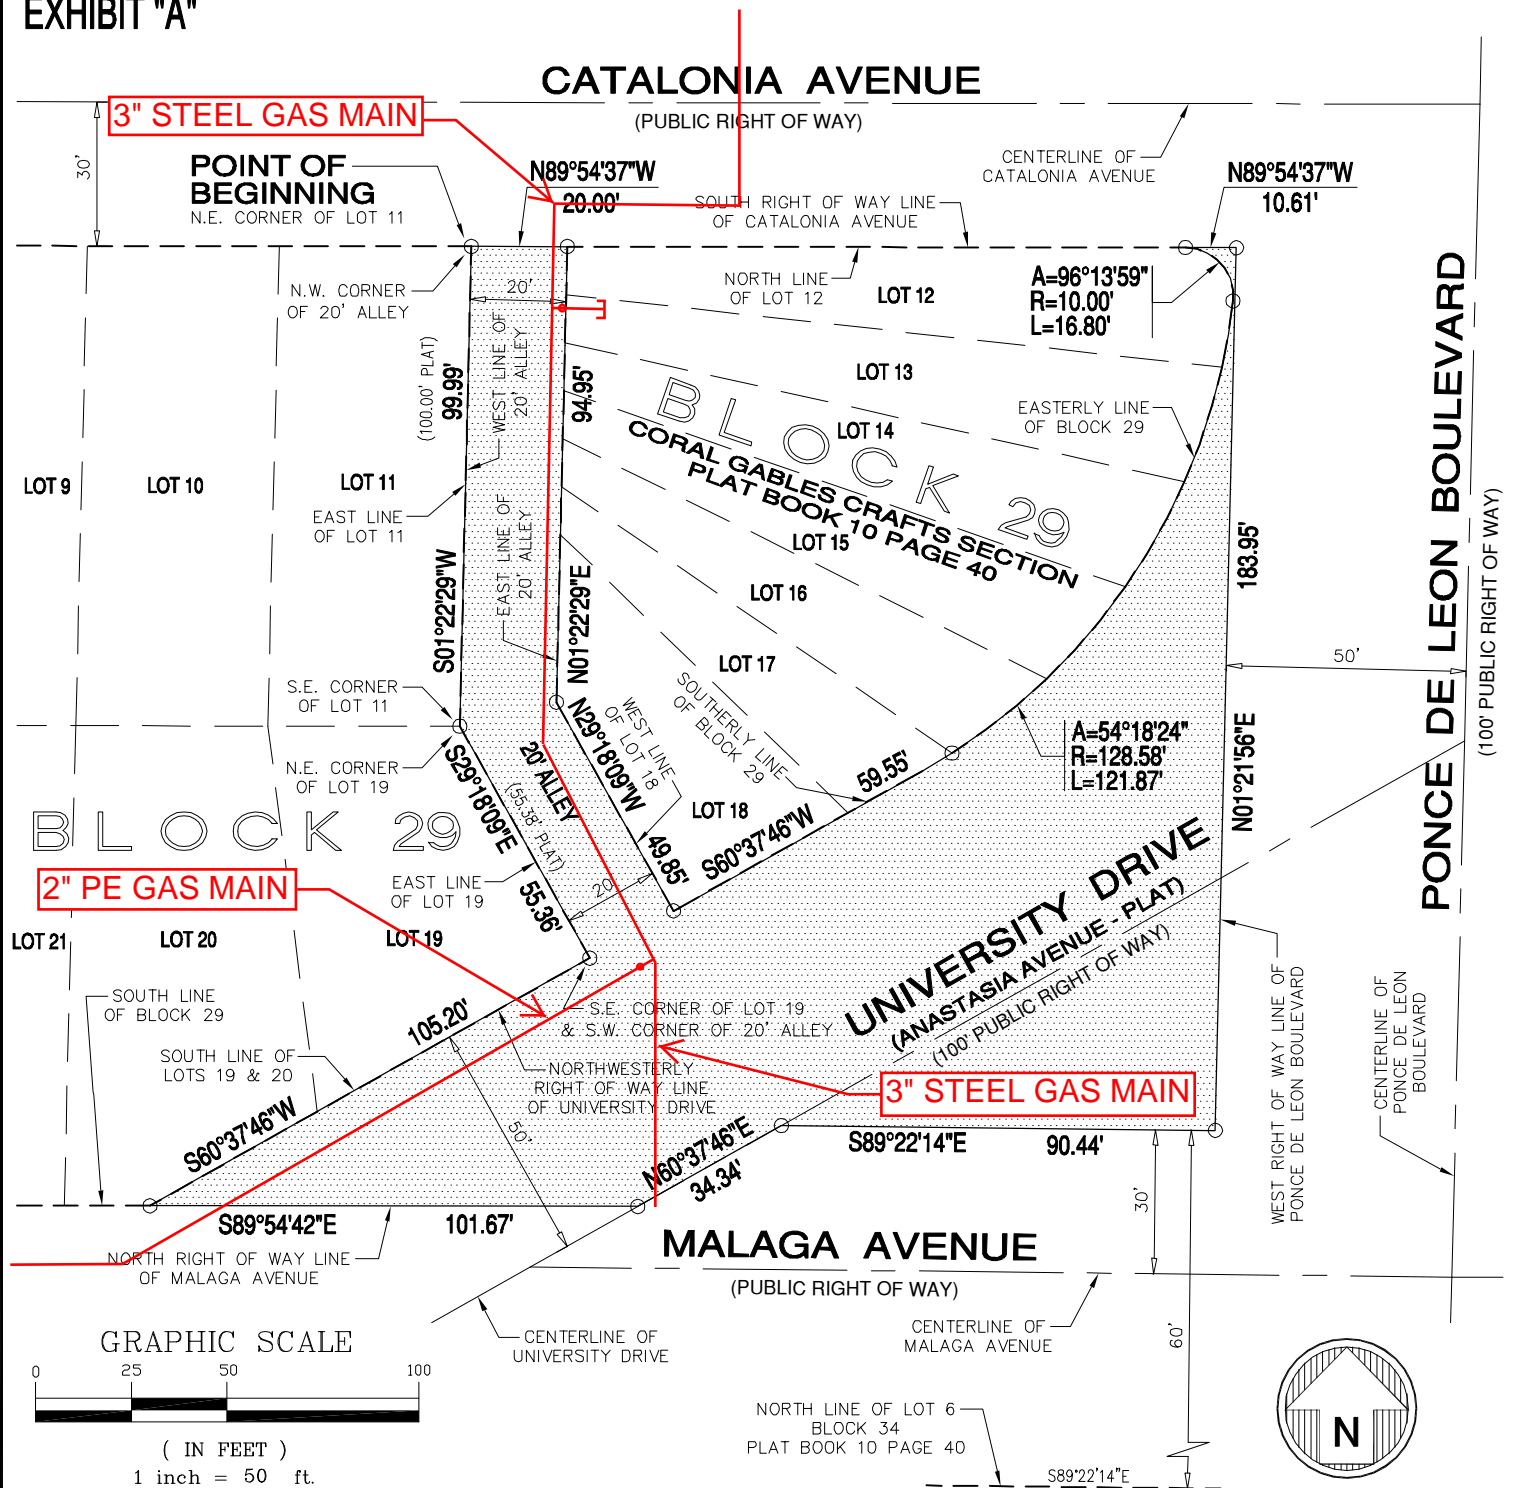 EXHIBIT "A"
CATALONIA AVENUE
(PUBLIC RIGHT OF WAY)
3" STEEL GAS MAIN
30'
POINT OF
BEGINNING
N.E. CORNER OF LOT 11
N89°54'37"W
20.00'
SOUTH RIGHT OF WAY LINE
OF CATALONIA AVENUE
CENTERLINE OF
CATALONIA AVENUE
N89°54'37"W
10.61'
N.W. CORNER
OF 20' ALLEY
20'
NORTH LINE
OF LOT 12
LOT 12
A=96°13'59"
R=10.00'
L=16.80'
(100.00' PLAT)
99.99'
WEST LINE OF
20' ALLEY
94.95'
LOT 13
EASTERLY LINE
OF BLOCK 29
LOT 14
BLOCK 29
CORAL GABLES CRAFTS SECTION
PLAT BOOK 10 PAGE 40
LOT 9
LOT 10
LOT 11
EAST LINE
OF LOT 11
EAST LINE OF
20' ALLEY
LOT 15
LOT 16
LOT 17
S01°22'29"W
N01°22'29"E
183.95'
50'
PONCE DE LEON BOULEVARD
(100' PUBLIC RIGHT OF WAY)
S.E. CORNER
OF LOT 11
N.E. CORNER
OF LOT 19
WEST LINE
OF LOT 18
SOUTHERLY LINE
OF BLOCK 29
N29°18'09"W
49.85'
59.55'
S60°37'46"W
LOT 18
A=54°18'24"
R=128.58'
L=121.87'
N01°21'56"E
S29°18'09"E
55.36'
20' ALLEY
(55.38' PLAT)
20'
BLOCK 29
2" PE GAS MAIN
EAST LINE
OF LOT 19
LOT 21
LOT 20
LOT 19
UNIVERSITY DRIVE
(ANASTASIA AVENUE - PLAT)
(100' PUBLIC RIGHT OF WAY)
SOUTH LINE
OF BLOCK 29
SOUTH LINE OF
LOTS 19 & 20
105.20'
S60°37'46"W
S.E. CORNER OF LOT 19
& S.W. CORNER OF 20' ALLEY
NORTHWESTERLY
RIGHT OF WAY LINE
OF UNIVERSITY DRIVE
50'
3" STEEL GAS MAIN
WEST RIGHT OF WAY LINE OF
PONCE DE LEON BOULEVARD
CENTERLINE OF
PONCE DE LEON
BOULEVARD
N60°37'46"E
34.34'
S89°22'14"E 90.44'
S89°54'42"E 101.67'
30'
NORTH RIGHT OF WAY LINE
OF MALAGA AVENUE
MALAGA AVENUE
(PUBLIC RIGHT OF WAY)
CENTERLINE OF
UNIVERSITY DRIVE
CENTERLINE OF
MALAGA AVENUE
60'
GRAPHIC SCALE
0 25 50 100
( IN FEET )
1 inch = 50 ft.
NORTH LINE OF LOT 6
BLOCK 34
PLAT BOOK 10 PAGE 40
S89°22'14"E
N